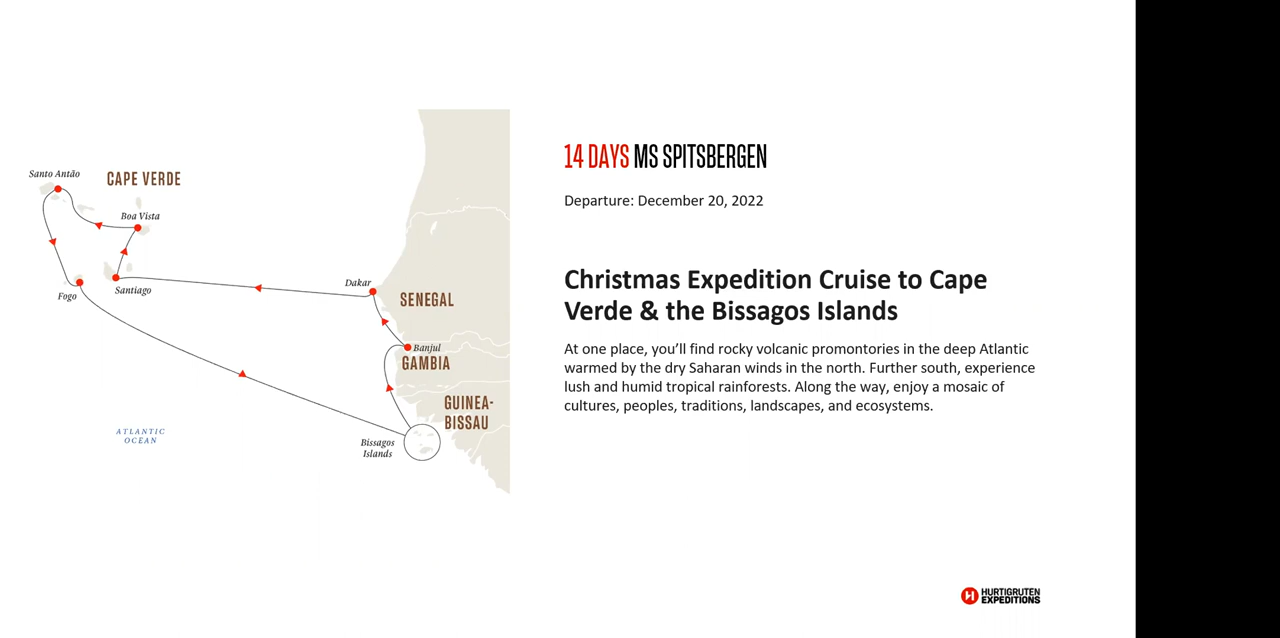 Santo Antão
CAPE VERDE
Boa Vista
Fogo
Santiago
Dakar
SENEGAL
Banjul
GAMBIA
GUINEA-
BISSAU
Bissagos
Islands
ATLANTIC
OCEAN
14 DAYS MS SPITSBERGEN
Departure: December 20, 2022
Christmas Expedition Cruise to Cape
Verde & the Bissagos Islands
At one place, you’ll find rocky volcanic promontories in the deep Atlantic
warmed by the dry Saharan winds in the north. Further south, experience
lush and humid tropical rainforests. Along the way, enjoy a mosaic of
cultures, peoples, traditions, landscapes, and ecosystems.
HURTIGRUTEN
EXPEDITIONS